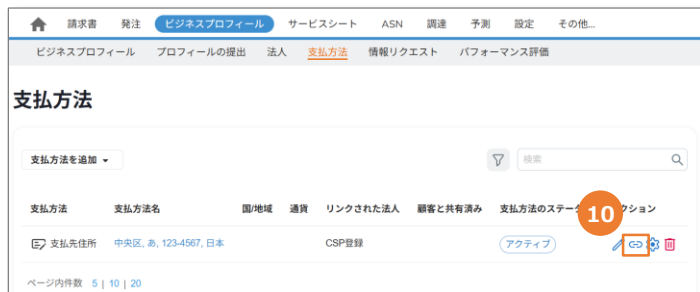 請求書 発注 ビジネスプロフィール サービスシート ASN 調達 予測 設定 その他...
ビジネスプロフィール プロフィールの提出 法人 支払方法 情報リクエスト パフォーマンス評価
支払方法
支払方法を追加 検索
支払方法 支払方法名 国/地域 通貨 リンクされた法人 顧客と共有済み 支払方法のステータ 10 クション
支払先住所 中央区, あ, 123-4567, 日本 CSP登録 アクティブ
ページ内件数 5 | 10 | 20